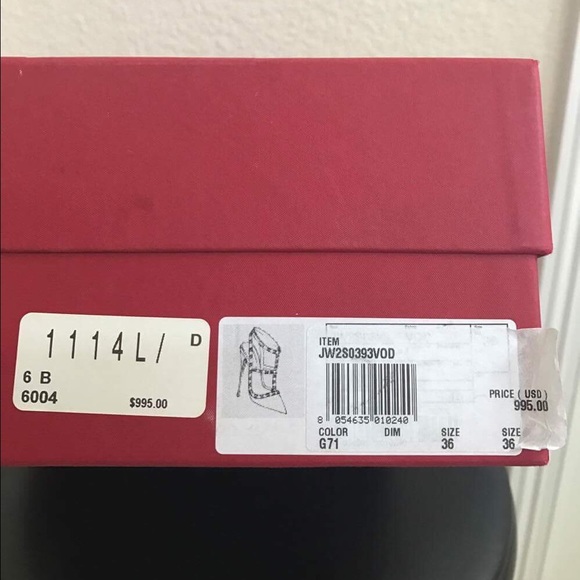 1114L/ D
6 B
6004 $995.00
ITEM
JW2S0393VOD
PRICE ( USD )
995.00
8 054635 010240
COLOR DIM SIZE SIZE
G71 36 36